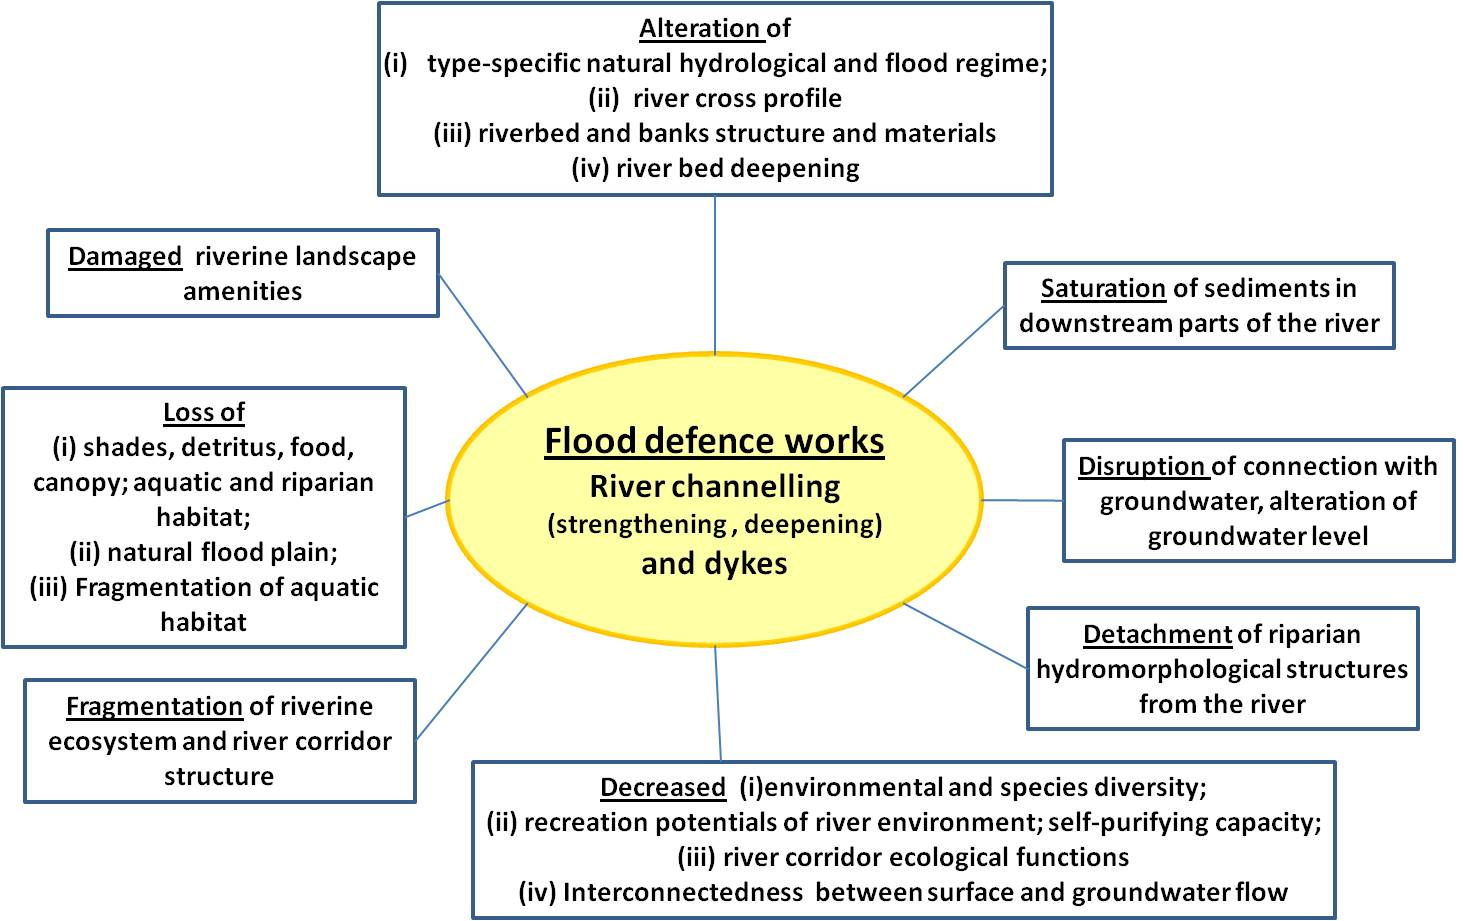 Alteration of
(i) type-specific natural hydrological and flood regime;
(ii) river cross profile
(iii) riverbed and banks structure and materials
(iv) river bed deepening
Damaged riverine landscape
amenities
Saturation of sediments in
downstream parts of the river
Loss of
(i) shades, detritus, food,
canopy; aquatic and riparian
habitat;
(ii) natural flood plain;
(iii) Fragmentation of aquatic
habitat
Flood defence works
River channelling
(strengthening , deepening)
and dykes
Disruption of connection with
groundwater, alteration of
groundwater level
Detachment of riparian
hydromorphological structures
from the river
Fragmentation of riverine
ecosystem and river corridor
structure
Decreased (i)environmental and species diversity;
(ii) recreation potentials of river environment; self-purifying capacity;
(iii) river corridor ecological functions
(iv) Interconnectedness between surface and groundwater flow